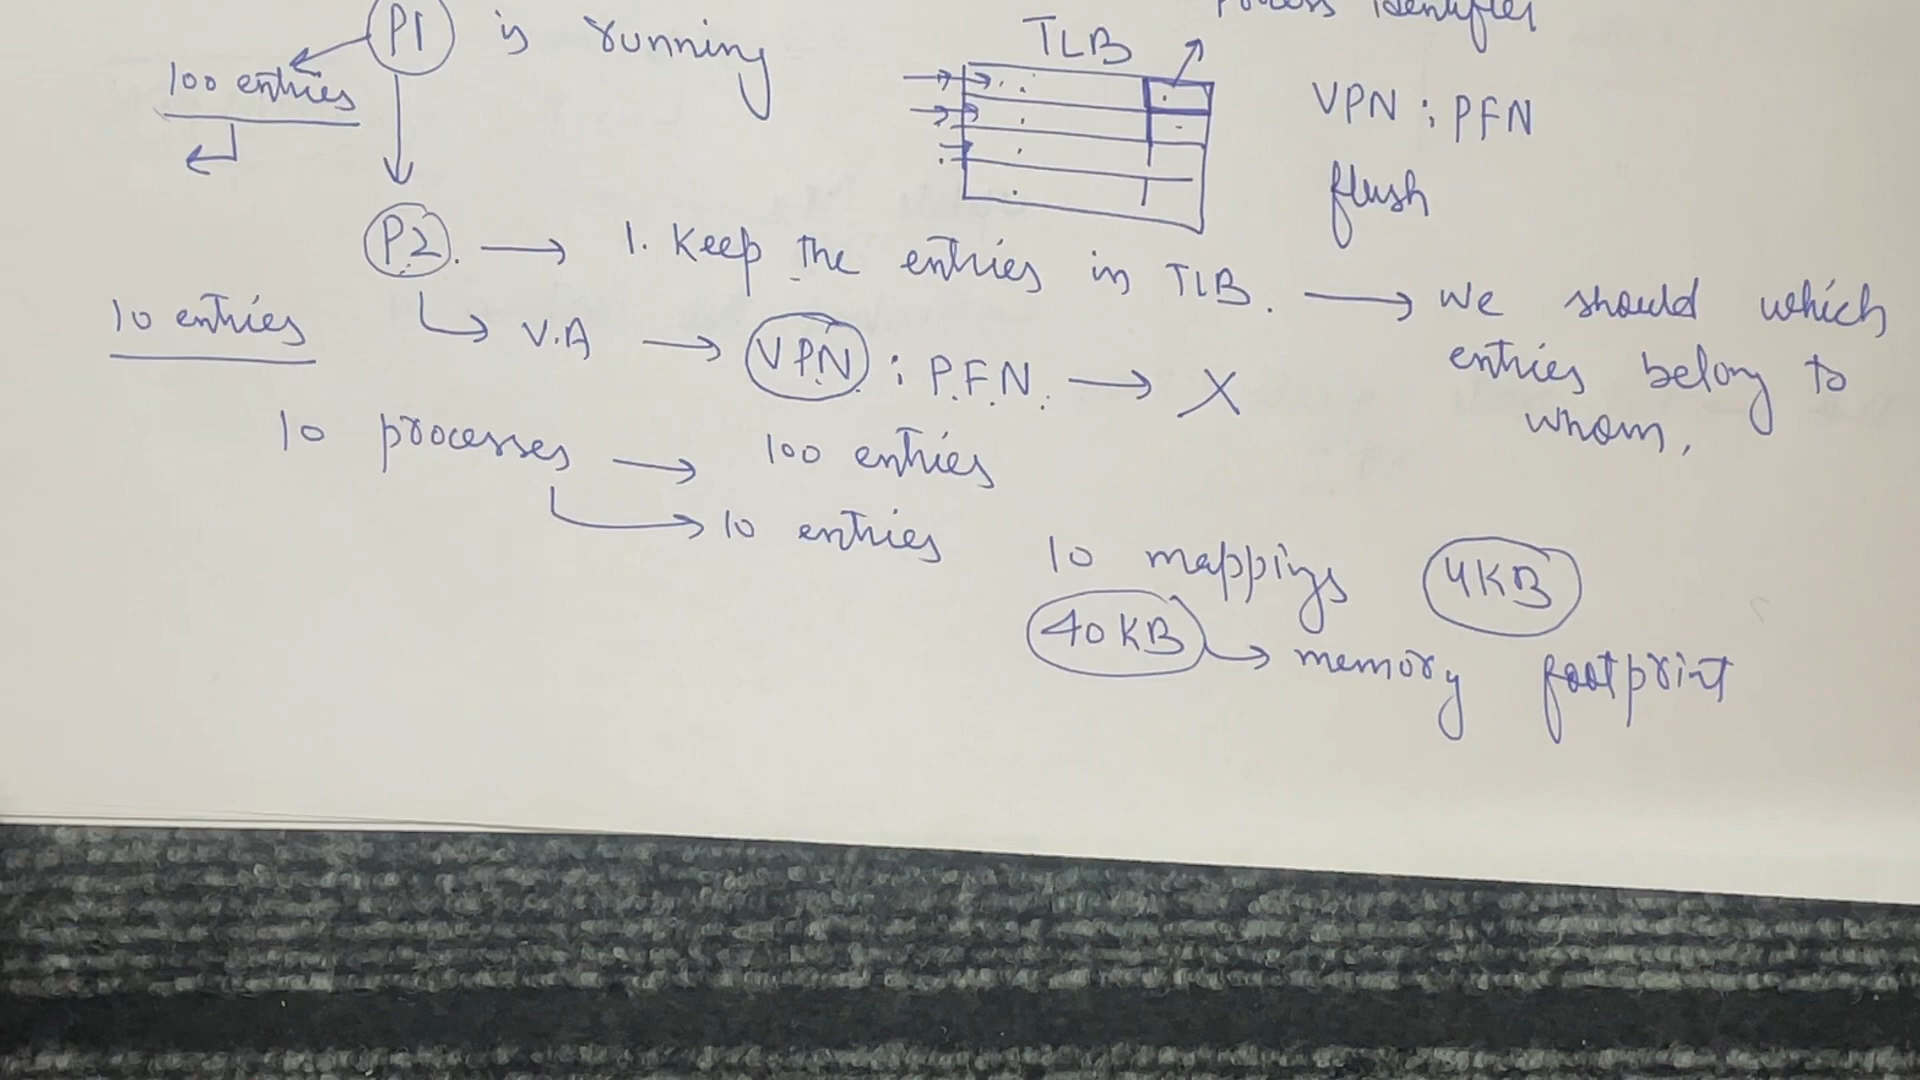 Process identifier
P1 is running
TLB
100 entries
VPN : PFN
flush
P2. → 1. Keep the entries in TLB. → We should which
entries belong to
whom.
10 entries
V.A → VPN : P.F.N. → X
10 processes → 100 entries
→ 10 entries
10 mappings 4KB
40KB → memory footprint